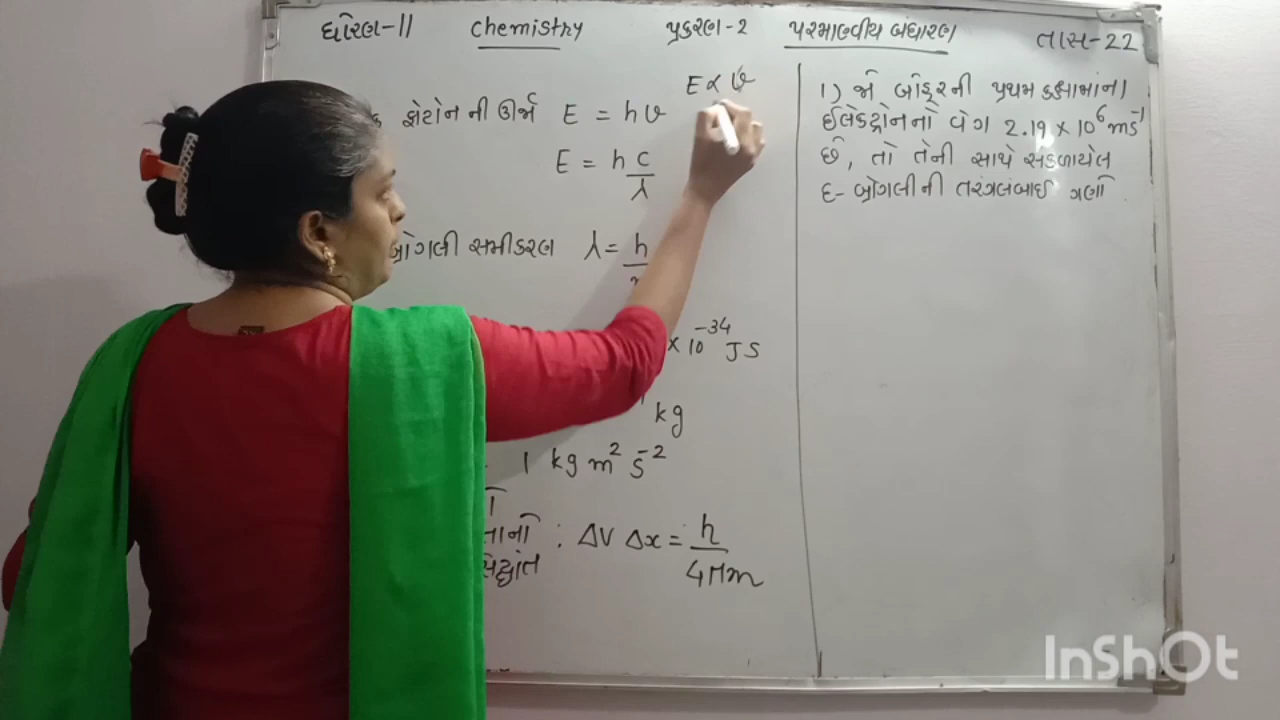 ધોરણ-11 Chemistry પ્રકરણ-2 પરમાણ્વીય બંધારણ તાસ-22
E ∝ ν
ફોટોન ની ઊર્જા E = hν
E = h c/λ
બ્રોગલી સમીકરણ λ = h
× 10⁻³⁴ JS
kg
1 kg m² S⁻²
સિદ્ધાંત : ΔV Δx = h/4πm
1) જો બોહ્રની પ્રથમ કક્ષામાંના
ઈલેક્ટ્રોનનો વેગ 2.19 × 10⁶ mS⁻¹
છે, તો તેની સાથે સંકળાયેલ
દ-બ્રોગલીની તરંગલંબાઈ ગણો
InShOt